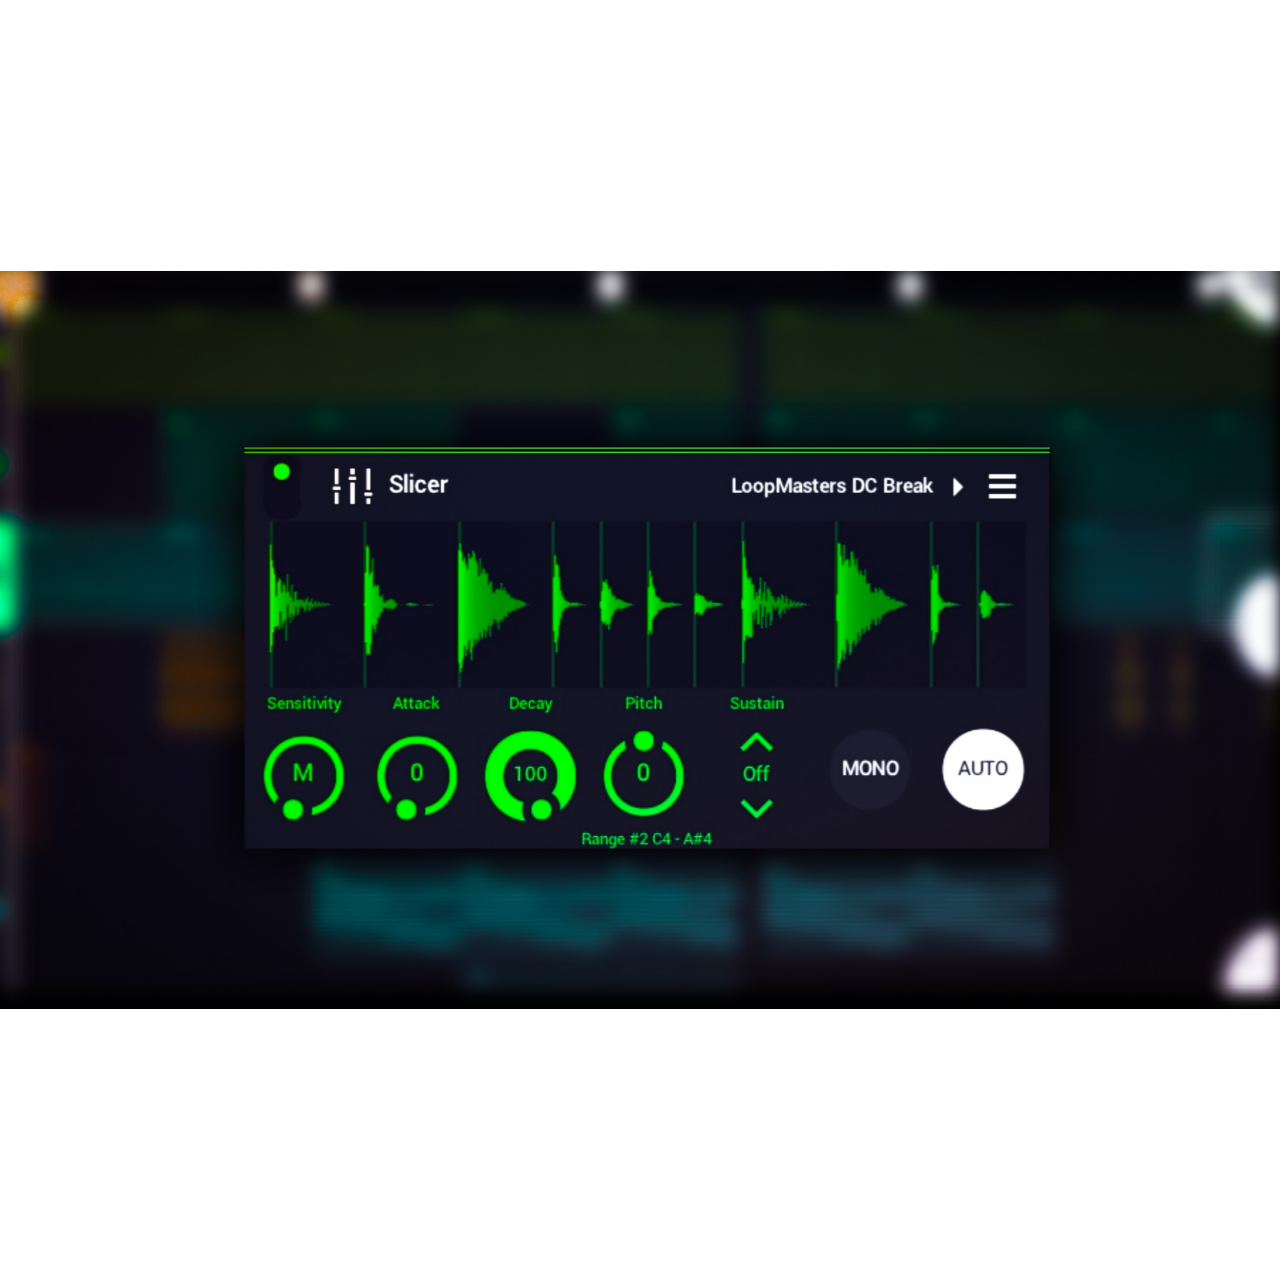 Slicer LoopMasters DC Break
Sensitivity Attack Decay Pitch Sustain
M 0 100 0 Off MONO AUTO
Range #2 C4 - A#4